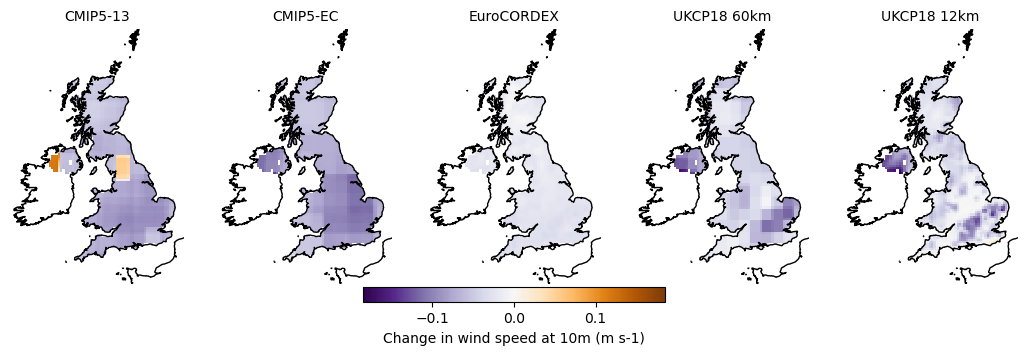 CMIP5-13
CMIP5-EC
EuroCORDEX
UKCP18 60km
UKCP18 12km
−0.1
0.0
0.1
Change in wind speed at 10m (m s-1)